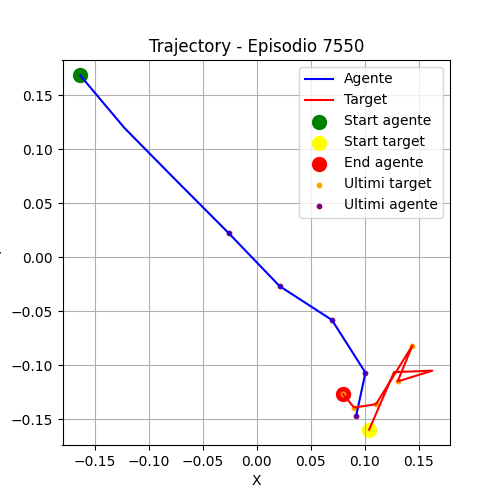 Trajectory - Episodio 7550
Agente
Target
Start agente
Start target
End agente
Ultimi target
Ultimi agente
0.15
0.10
0.05
0.00
−0.05
−0.10
−0.15
−0.15 −0.10 −0.05 0.00 0.05 0.10 0.15
X